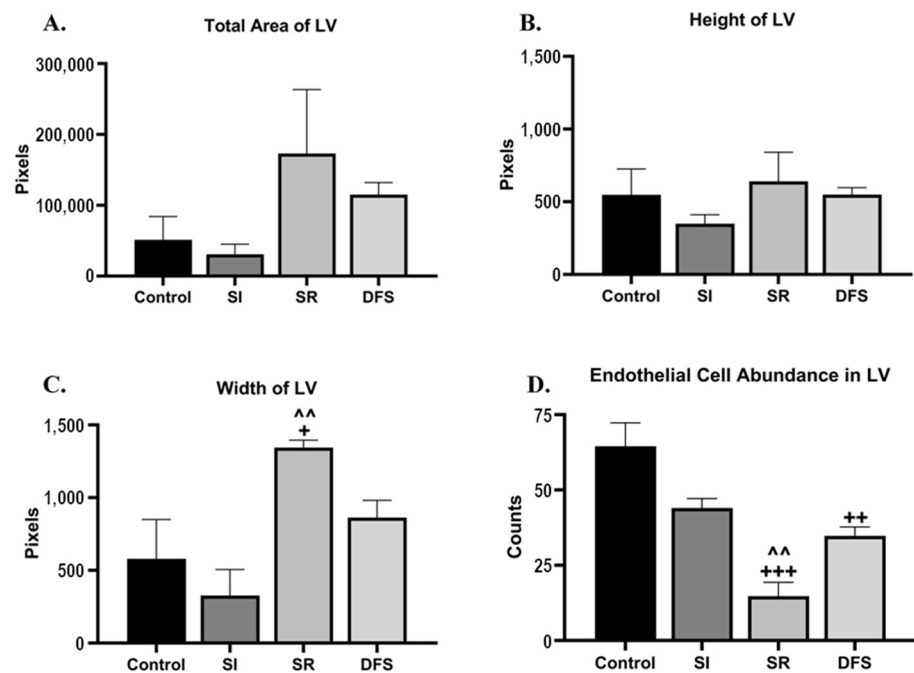 A.
Total Area of LV
300,000
200,000
100,000
0
Pixels
Control SI SR DFS
B.
Height of LV
1,500
1,000
500
0
Pixels
Control SI SR DFS
C.
Width of LV
1,500
1,000
500
0
Pixels
^^
+
Control SI SR DFS
D.
Endothelial Cell Abundance in LV
75
50
25
0
Counts
^^
+++
++
Control SI SR DFS